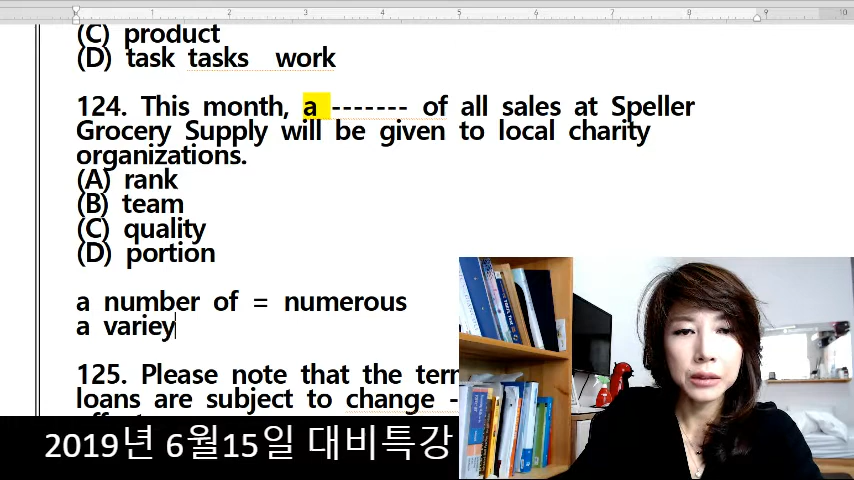 (C) product
(D) task tasks work
124. This month, a ------- of all sales at Speller
Grocery Supply will be given to local charity
organizations.
(A) rank
(B) team
(C) quality
(D) portion
a number of = numerous
a variey
125. Please note that the term
loans are subject to change -
2019년 6월15일 대비특강